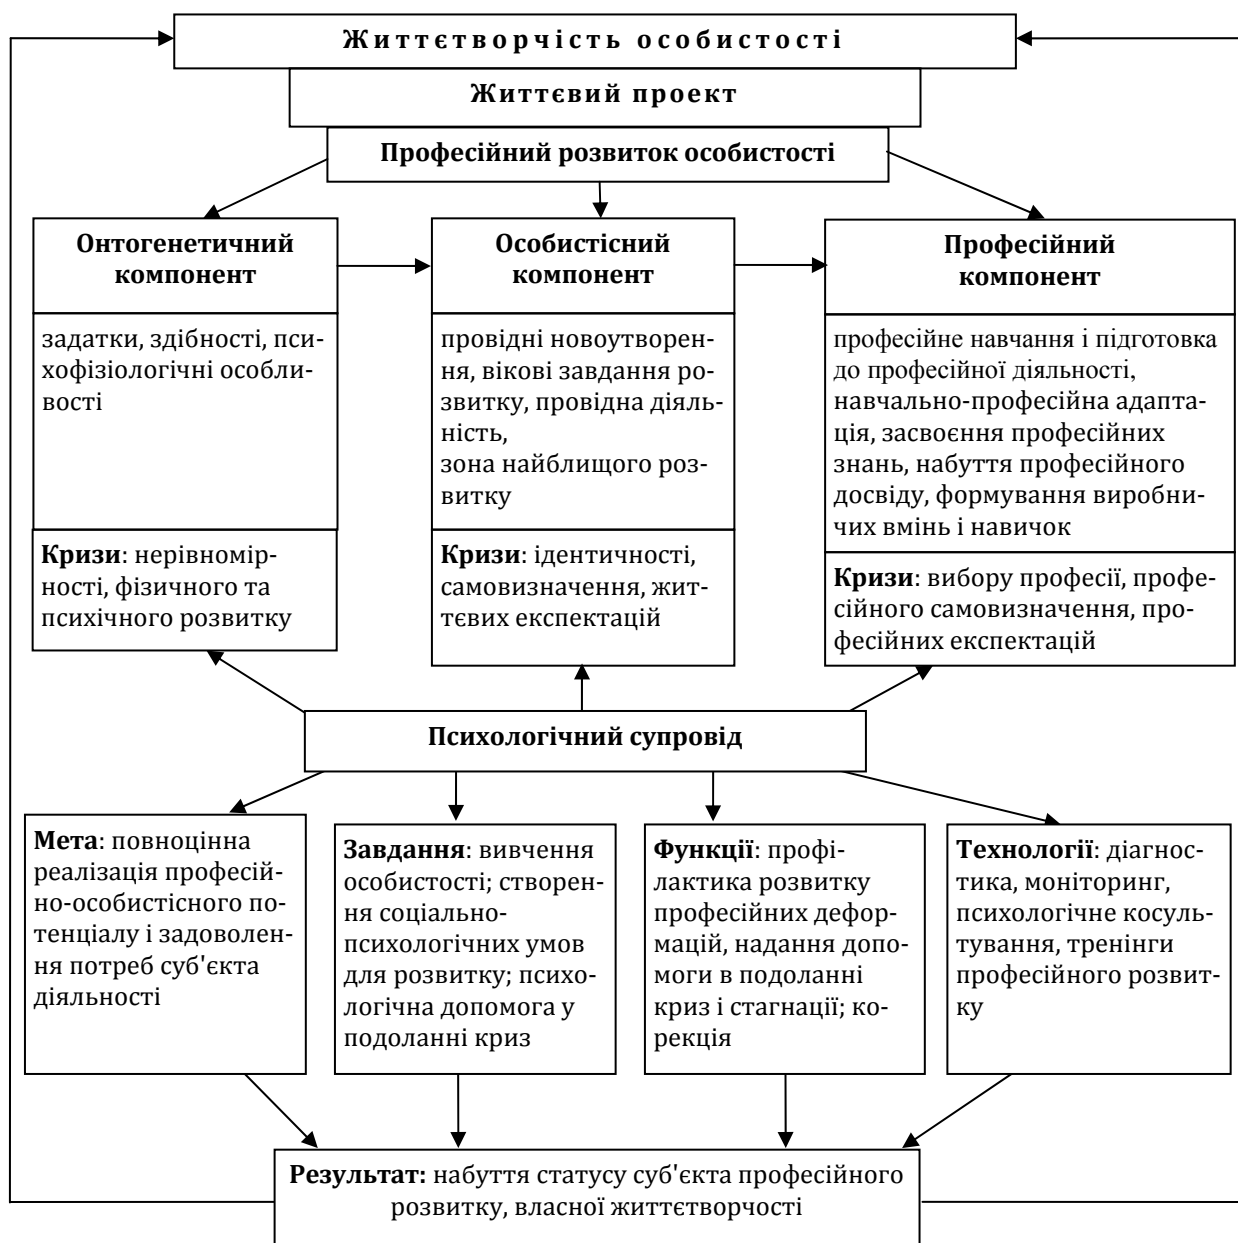 Життєтворчість особистості
Життєвий проект
Професійний розвиток особистості
Онтогенетичний
компонент
задатки, здібності, пси-
хофізіологічні особли-
вості
Кризи: нерівномір-
ності, фізичного та
психічного розвитку
Особистісний
компонент
провідні новоутворен-
ня, вікові завдання ро-
звитку, провідна діяль-
ність,
зона найблищого роз-
витку
Кризи: ідентичності,
самовизначення, жит-
тєвих експектацій
Професійний
компонент
професійне навчання і підготовка
до професійної діяльності,
навчально-професійна адапта-
ція, засвоєння професійних
знань, набуття професійного
досвіду, формування виробни-
чих вмінь і навичок
Кризи: вибору професії, профе-
сійного самовизначення, про-
фесійних експектацій
Психологічний супровід
Мета: повноцінна
реалізація професій-
но-особистісного по-
тенціалу і задоволен-
ня потреб суб'єкта
діяльності
Завдання: вивчення
особистості; створен-
ня соціально-
психологічних умов
для розвитку; психо-
логічна допомога у
подоланні криз
Функції: профі-
лактика розвитку
професійних дефор-
мацій, надання допо-
моги в подоланні
криз і стагнації; ко-
рекція
Технології: діагнос-
тика, моніторинг,
психологічне косуль-
тування, тренінги
професійного розвит-
ку
Результат: набуття статусу суб'єкта професійного
розвитку, власної життєтворчості